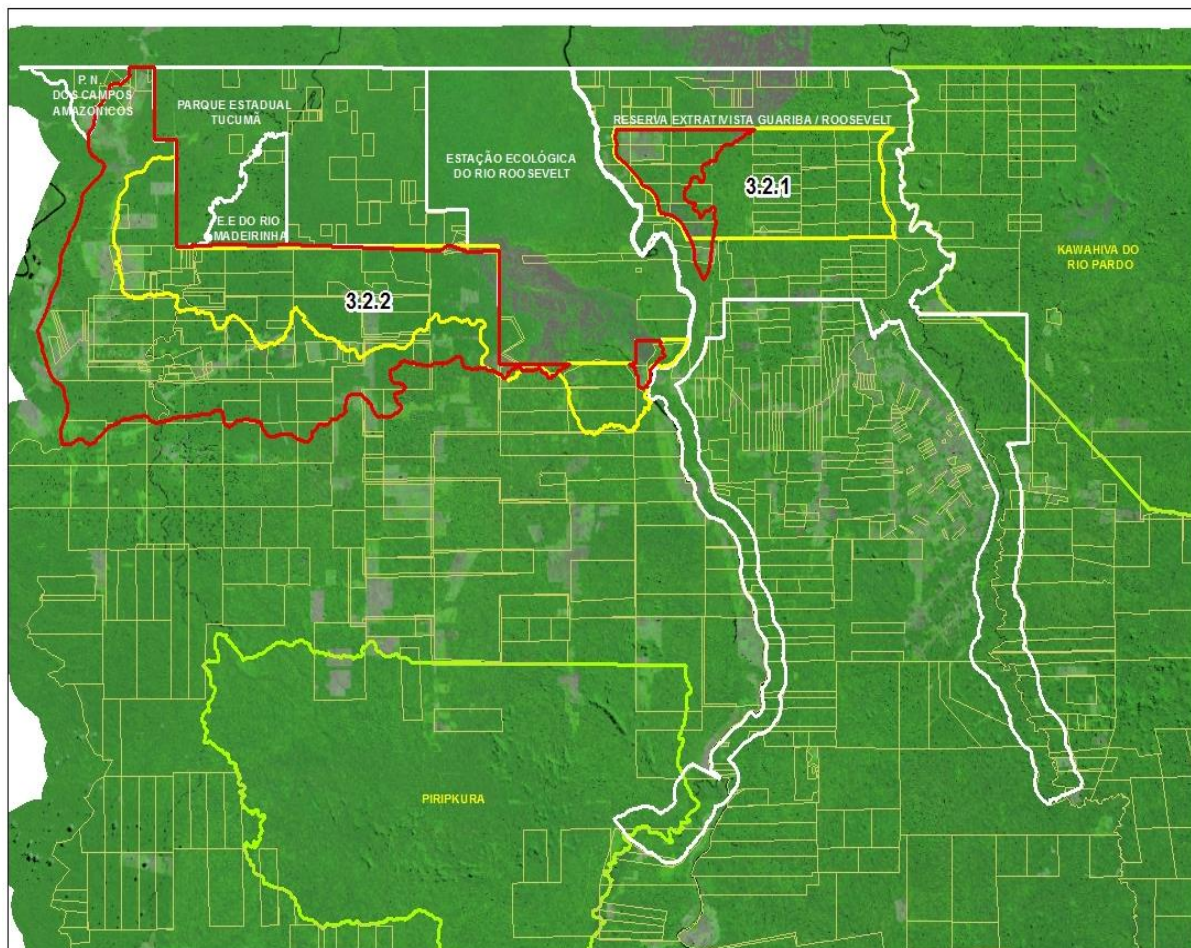 P. N.
DOS CAMPOS
AMAZONICOS
PARQUE ESTADUAL
TUCUMÃ
RESERVA EXTRATIVISTA GUARIBA / ROOSEVELT
ESTAÇÃO ECOLÓGICA
DO RIO ROOSEVELT
3.2.1
E.E DO RIO
MADEIRINHA
KAWAHIVA DO
RIO PARDO
3.2.2
PIRIPKURA